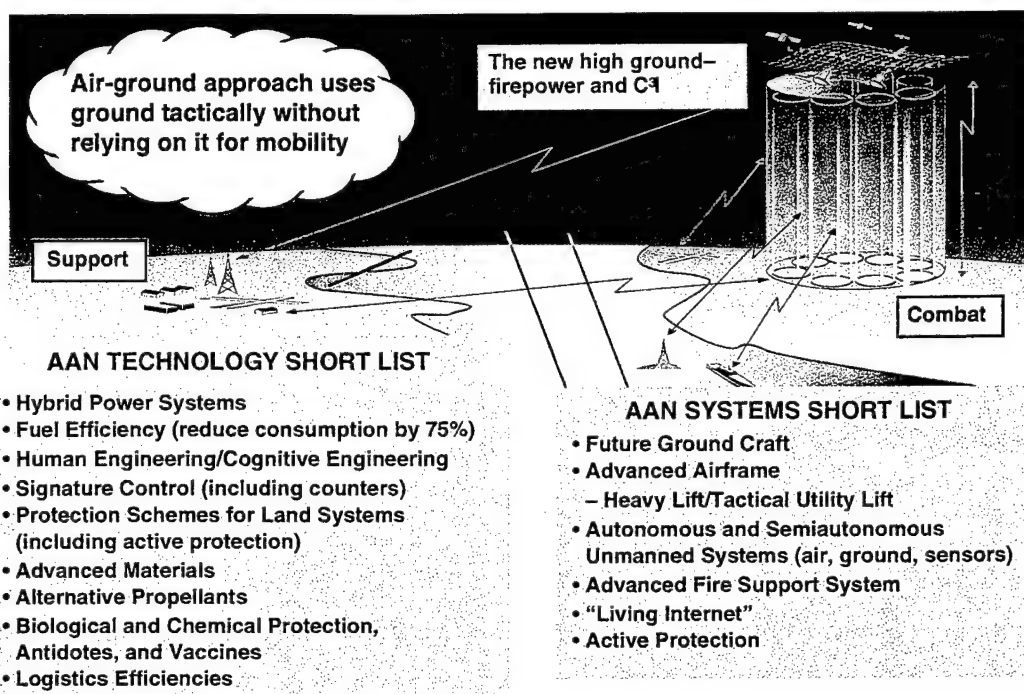 Air-ground approach uses
ground tactically without
relying on it for mobility
The new high ground–
firepower and C³I
Support
Combat
AAN TECHNOLOGY SHORT LIST
• Hybrid Power Systems
• Fuel Efficiency (reduce consumption by 75%)
• Human Engineering/Cognitive Engineering
• Signature Control (including counters)
• Protection Schemes for Land Systems
(including active protection)
• Advanced Materials
• Alternative Propellants
• Biological and Chemical Protection,
Antidotes, and Vaccines
• Logistics Efficiencies
AAN SYSTEMS SHORT LIST
• Future Ground Craft
• Advanced Airframe
– Heavy Lift/Tactical Utility Lift
• Autonomous and Semiautonomous
Unmanned Systems (air, ground, sensors)
• Advanced Fire Support System
• “Living Internet”
• Active Protection